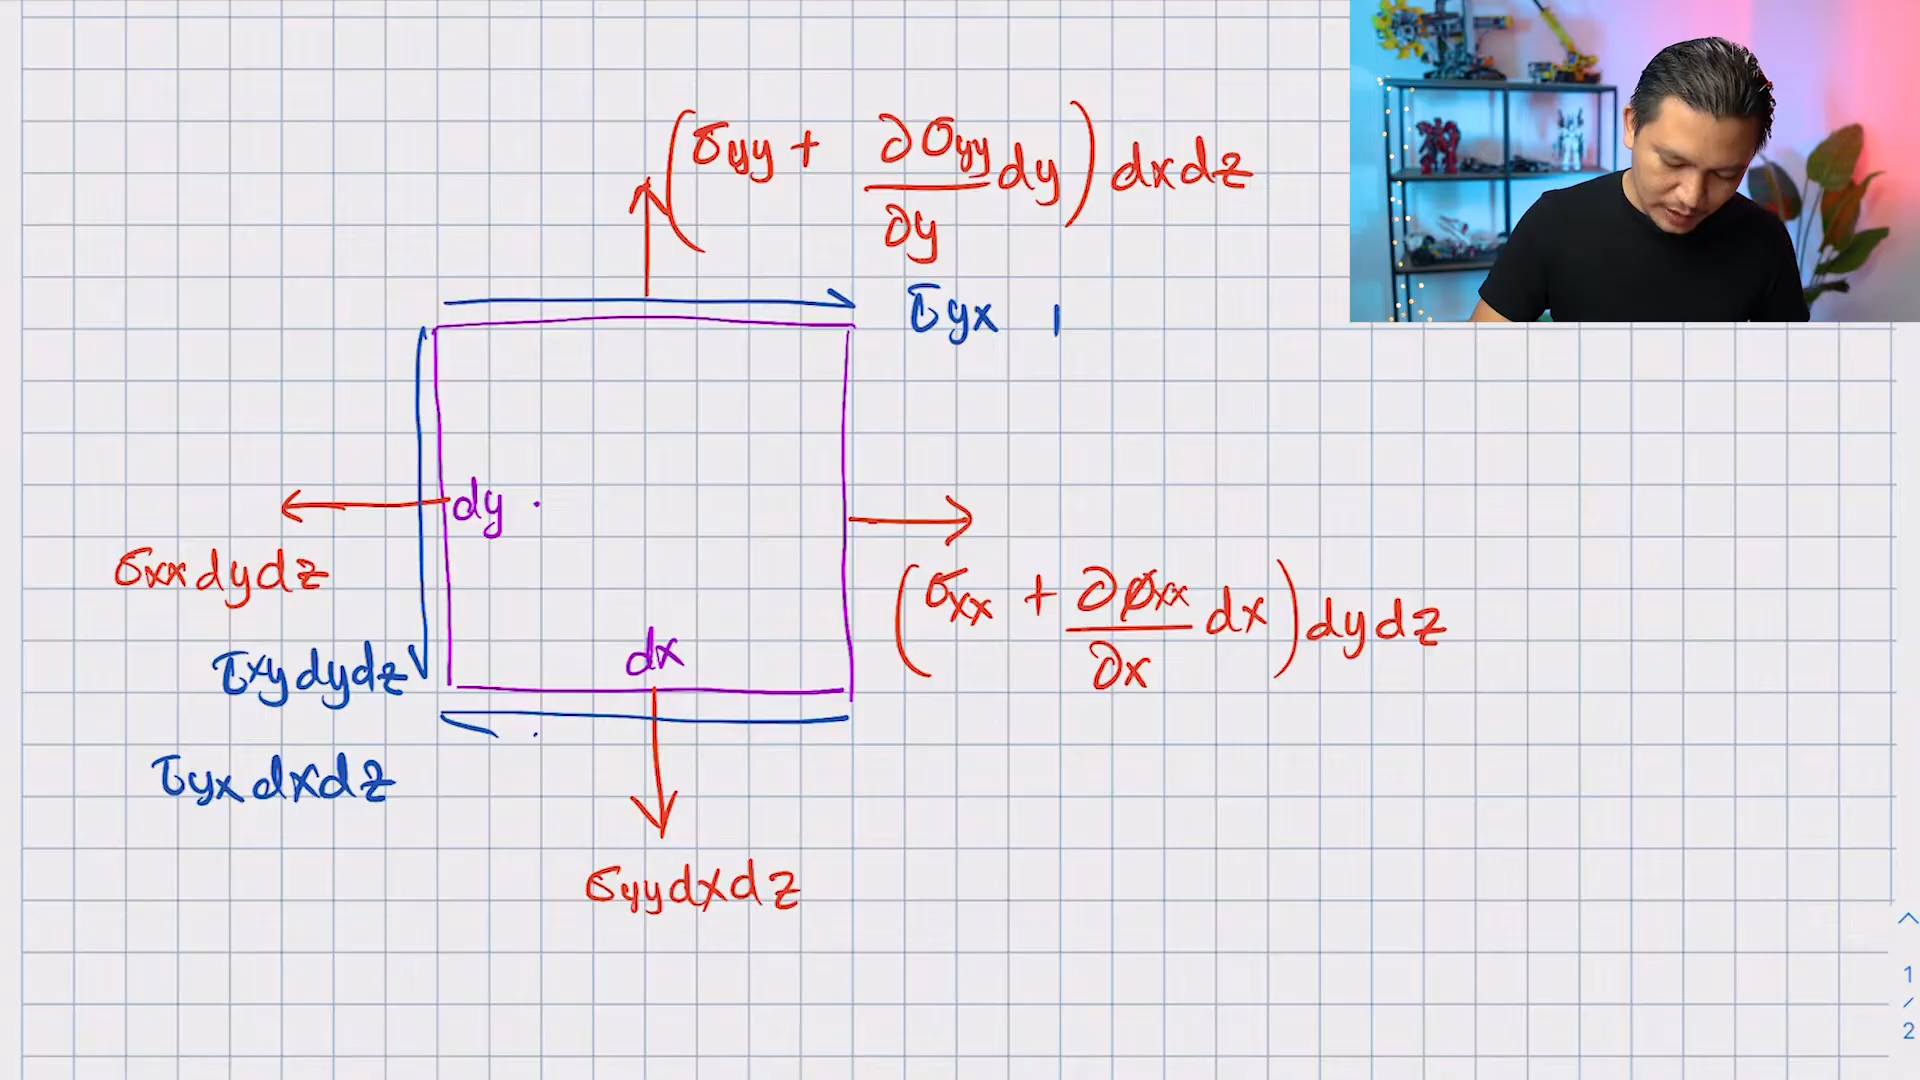 (σyy + ∂σyy/∂y dy) dxdz
τyx
dy
σxx dydz
(σxx + ∂σxx/∂x dx) dydz
τxy dydz
dx
τyx dxdz
σyy dxdz
1
/
2